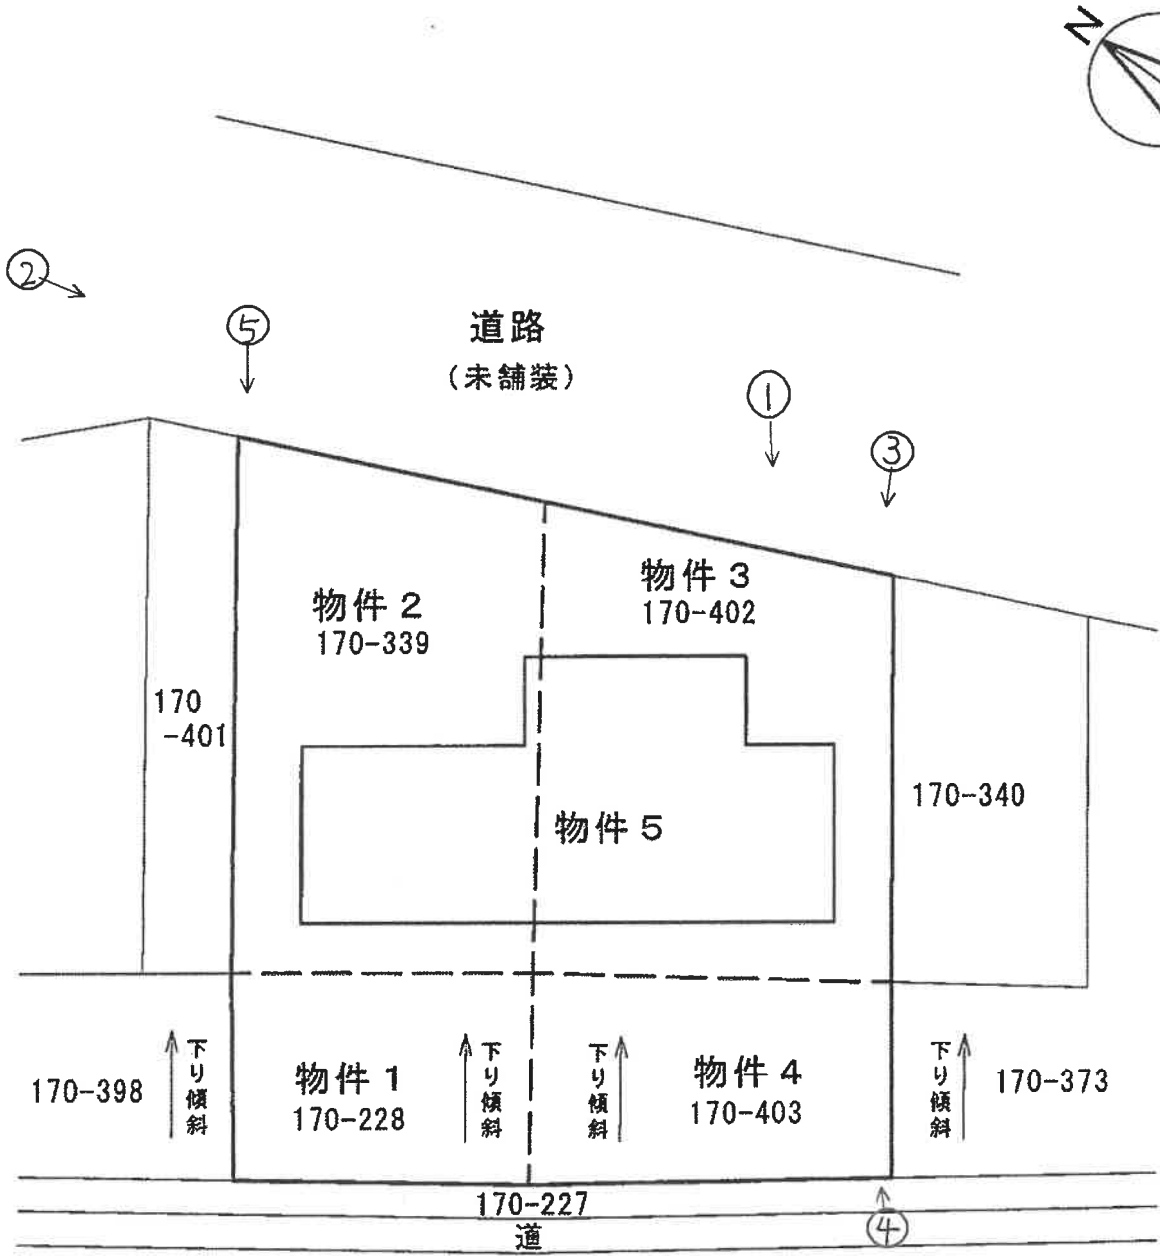 N
②
⑤
道路
(未舗装)
①
③
物件2
170-339
物件3
170-402
170
-401
170-340
物件5
170-398
下り傾斜
物件1
170-228
下り傾斜
下り傾斜
物件4
170-403
下り傾斜
170-373
170-227
道
④